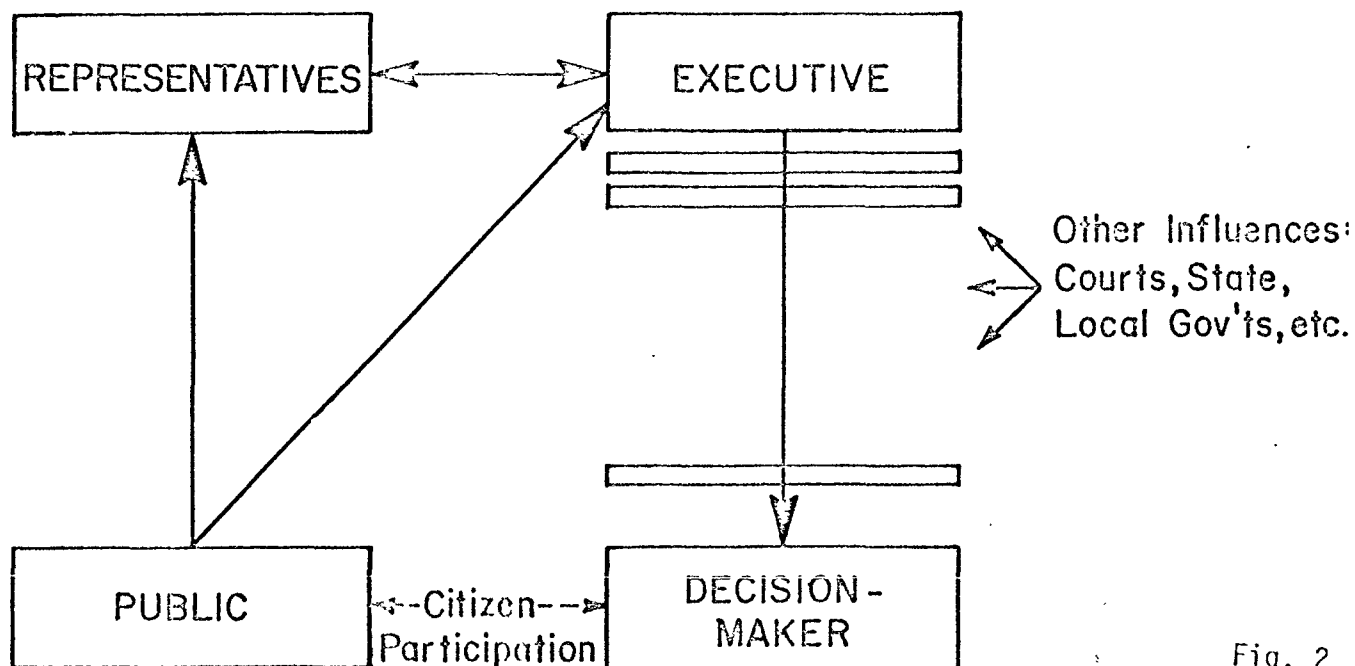 REPRESENTATIVES
EXECUTIVE
Other Influences:
Courts, State,
Local Gov'ts, etc.
PUBLIC
Citizen
Participation
DECISION-
MAKER
Fig. 2